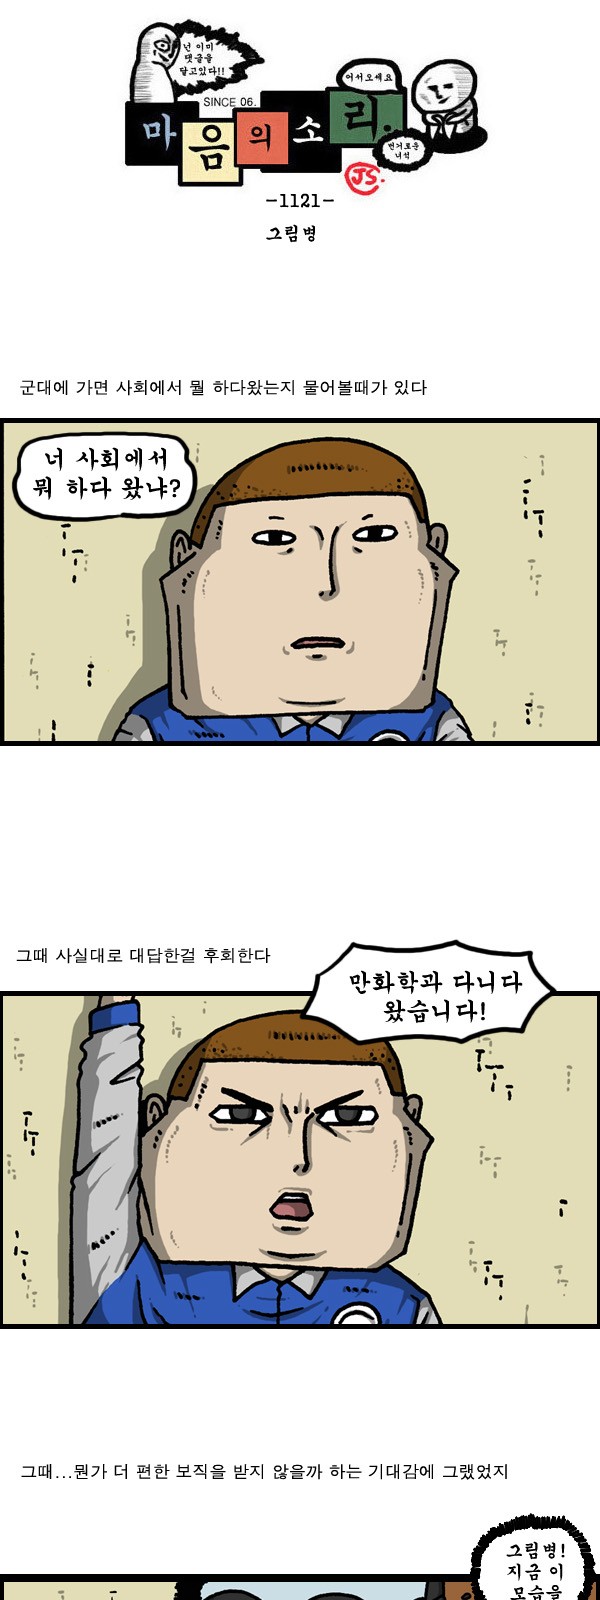 넌 이미
댓글을
달고있다!!
어서오세요
SINCE 06.
마음의소리.
번거로운
녀석
JS.
-1121-
그림병
군대에 가면 사회에서 뭘 하다왔는지 물어볼때가 있다
너 사회에서
뭐 하다 왔냐?
그때 사실대로 대답한걸 후회한다
만화학과 다니다
왔습니다!
그때...뭔가 더 편한 보직을 받지 않을까 하는 기대감에 그랬었지
그림병!
지금 이
모습을